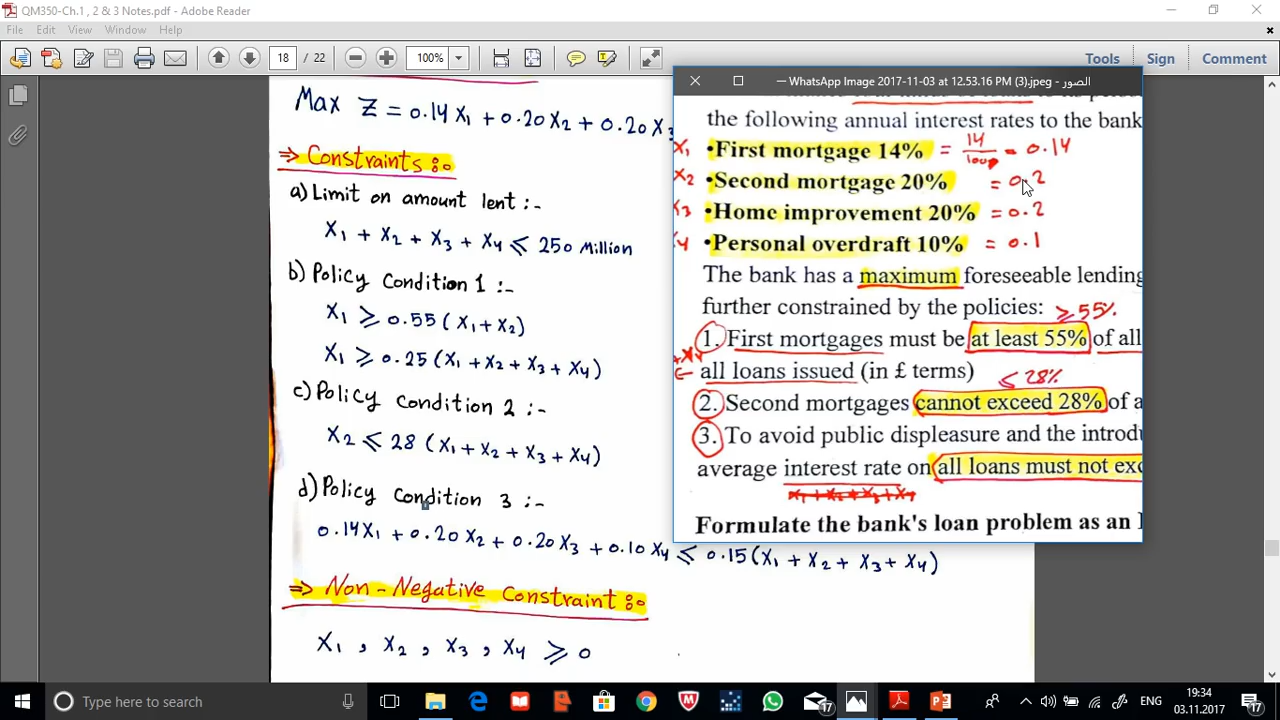 QM350-Ch.1 , 2 & 3 Notes.pdf - Adobe Reader
File Edit View Window Help
18 / 22 100% Tools Sign Comment
Max Z = 0.14X1 + 0.20X2 + 0.20X3
⇒ Constraints :-
a) Limit on amount lent :-
X1 + X2 + X3 + X4 ≤ 250 Million
b) Policy Condition 1 :-
X1 ≥ 0.55 ( X1 + X2 )
X1 ≥ 0.25 ( X1 + X2 + X3 + X4 )
c) Policy Condition 2 :-
X2 ≤ 28 ( X1 + X2 + X3 + X4 )
d) Policy Condition 3 :-
0.14X1 + 0.20X2 + 0.20X3 + 0.10X4 ≤ 0.15 ( X1 + X2 + X3 + X4 )
⇒ Non-Negative Constraint :-
X1 , X2 , X3 , X4 ≥ 0
WhatsApp Image 2017-11-03 at 12.53.16 PM (3).jpeg - الصور
the following annual interest rates to the bank
X1 •First mortgage 14% = 14/100 = 0.14
X2 •Second mortgage 20% = 0.2
X3 •Home improvement 20% = 0.2
X4 •Personal overdraft 10% = 0.1
The bank has a maximum foreseeable lending
further constrained by the policies: ≥ 55%
1. First mortgages must be at least 55% of all
all loans issued (in £ terms) ≤ 28%
2. Second mortgages cannot exceed 28% of a
3. To avoid public displeasure and the introdu
average interest rate on all loans must not exc
X1 + X2 + X3 + X4
Formulate the bank's loan problem as an
Type here to search
17
ENG
19:34
03.11.2017
17